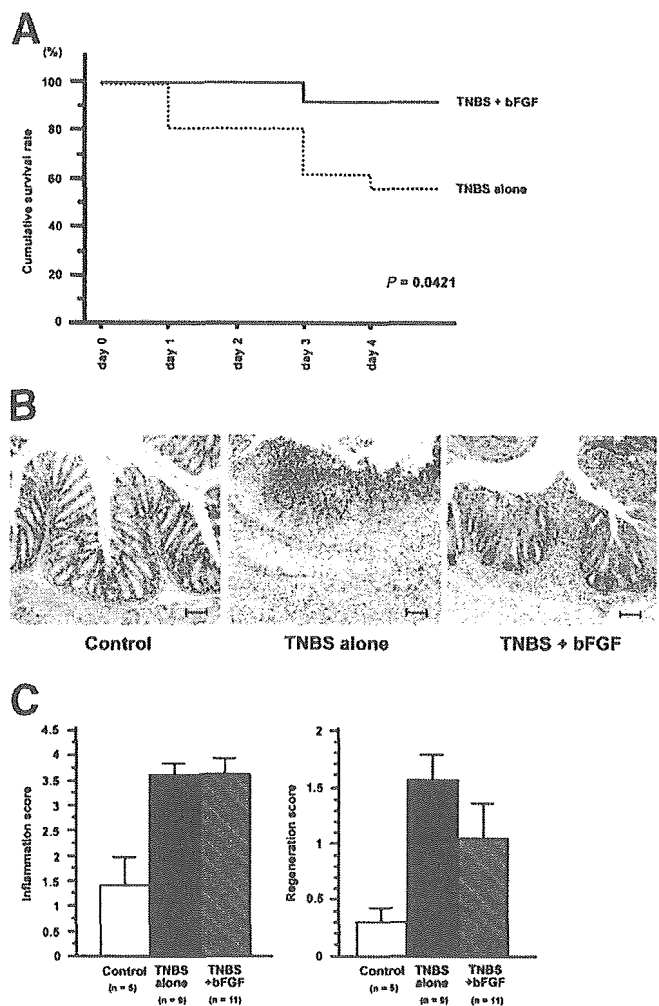 A
(%)
100
80
60
40
20
0
Cumulative survival rate
TNBS + bFGF
TNBS alone
P = 0.0421
day 0
day 1
day 2
day 3
day 4
B
Control
TNBS alone
TNBS + bFGF
C
4.5
4
3.5
3
2.5
2
1.5
1
0.5
0
Inflammation score
Control
(n = 5)
TNBS
alone
(n = 9)
TNBS
+bFGF
(n = 11)
2
1.5
1
0.5
0
Regeneration score
Control
(n = 5)
TNBS
alone
(n = 9)
TNBS
+bFGF
(n = 11)